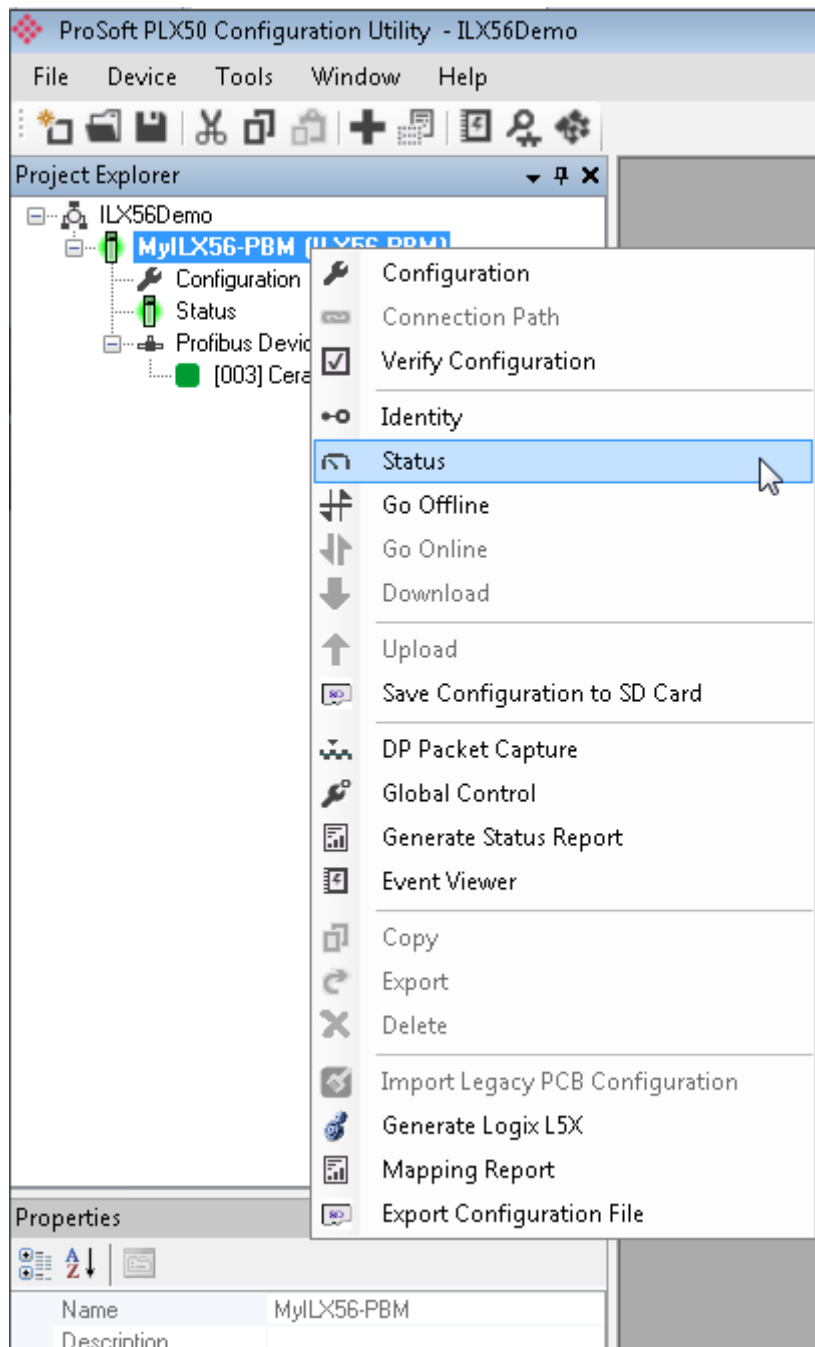 ProSoft PLX50 Configuration Utility - ILX56Demo
File Device Tools Window Help
Project Explorer
ILX56Demo
MyILX56-PBM (ILX56-PBM)
Configuration
Status
Profibus Devic
[003] Cera
Configuration
Connection Path
Verify Configuration
Identity
Status
Go Offline
Go Online
Download
Upload
Save Configuration to SD Card
DP Packet Capture
Global Control
Generate Status Report
Event Viewer
Copy
Export
Delete
Import Legacy PCB Configuration
Generate Logix L5X
Mapping Report
Export Configuration File
Properties
Name MyILX56-PBM
Description